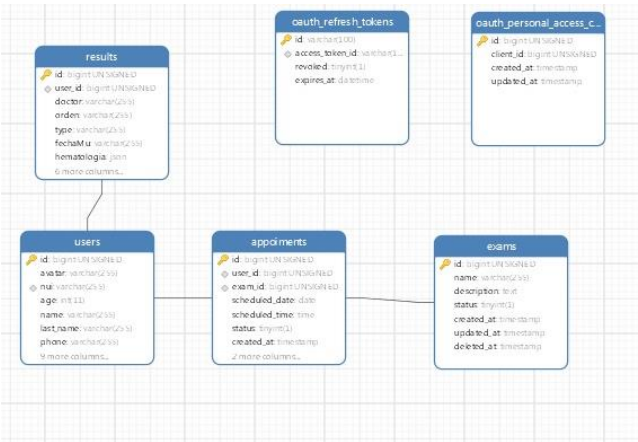 results
id: bigint UNSIGNED
user_id: bigint UNSIGNED
doctor: varchar(255)
orden: varchar(255)
type: varchar(255)
fechaMu: varchar(255)
hematologia: json
6 more columns...
oauth_refresh_tokens
id: varchar(100)
access_token_id: varchar(1...
revoked: tinyint(1)
expires_at: datetime
oauth_personal_access_c...
id: bigint UNSIGNED
client_id: bigint UNSIGNED
created_at: timestamp
updated_at: timestamp
users
id: bigint UNSIGNED
avatar: varchar(255)
nui: varchar(255)
age: int(11)
name: varchar(255)
last_name: varchar(255)
phone: varchar(255)
9 more columns...
appoiments
id: bigint UNSIGNED
user_id: bigint UNSIGNED
exam_id: bigint UNSIGNED
scheduled_date: date
scheduled_time: time
status: tinyint(1)
created_at: timestamp
2 more columns...
exams
id: bigint UNSIGNED
name: varchar(255)
description: text
status: tinyint(1)
created_at: timestamp
updated_at: timestamp
deleted_at: timestamp